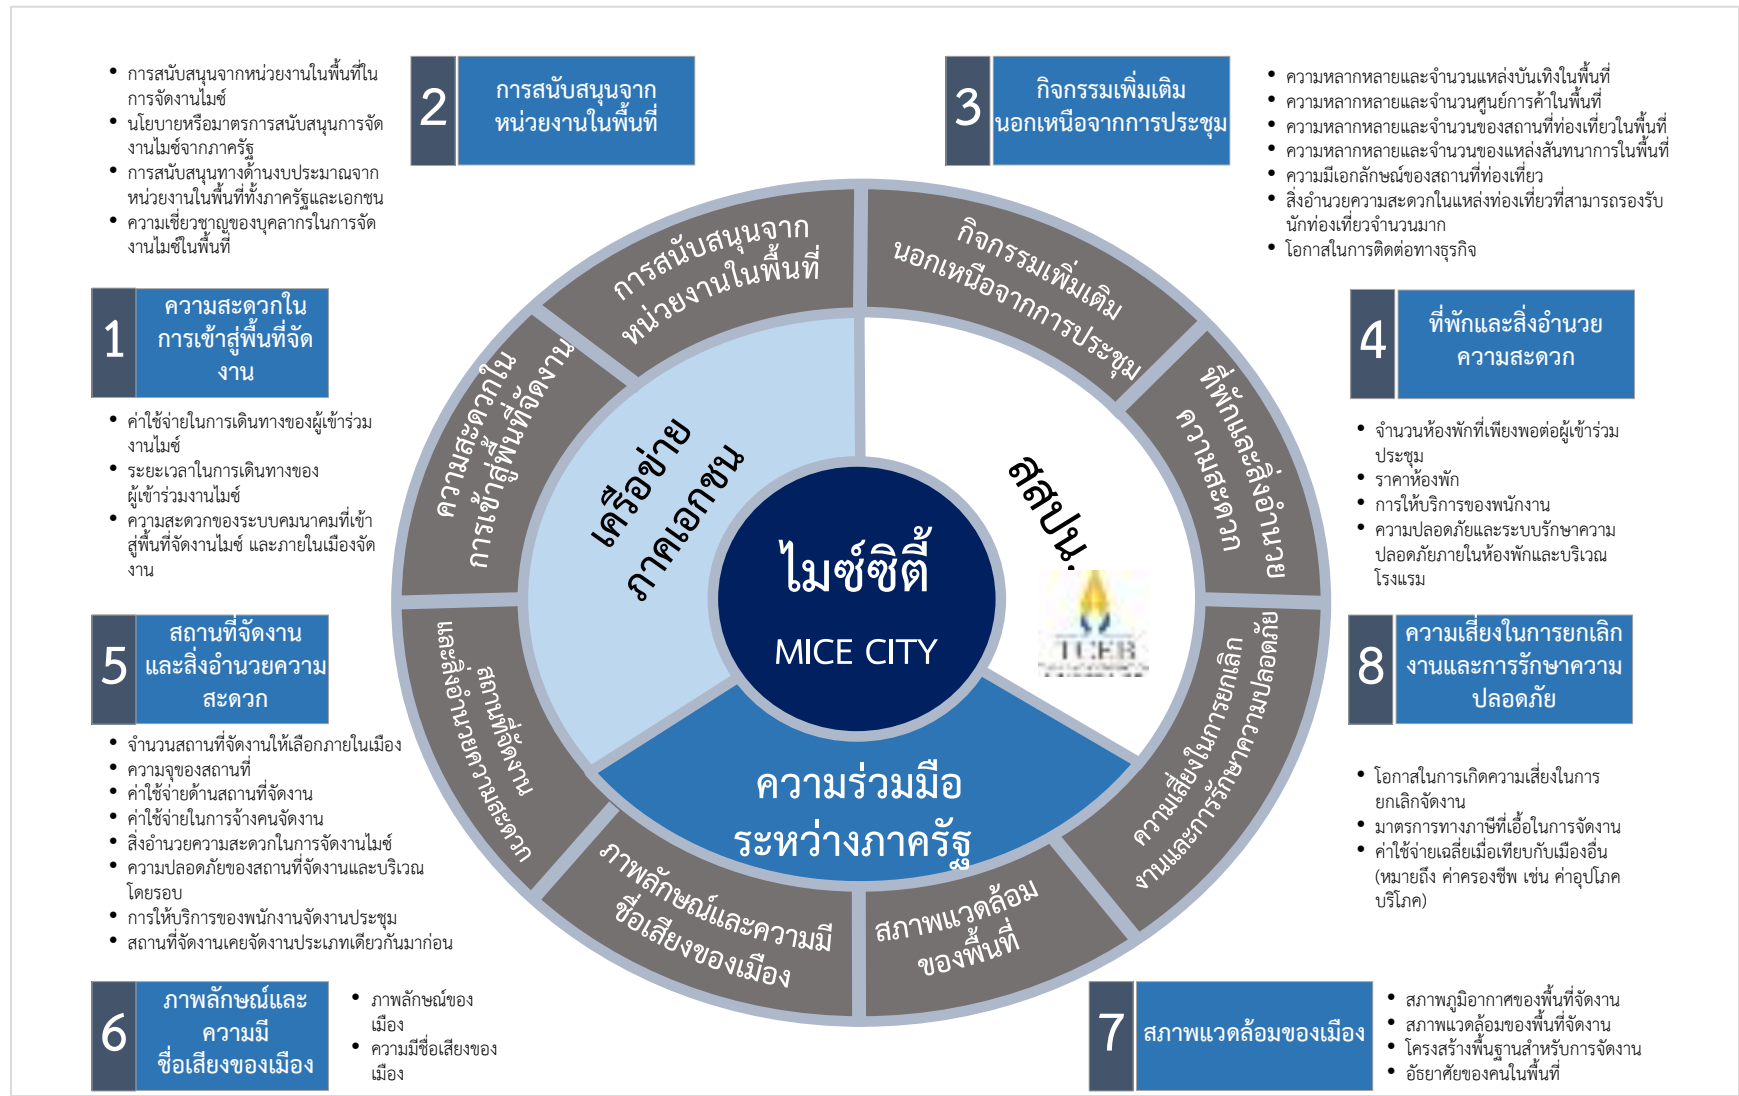 การสนับสนุนจากหน่วยงานในพื้นที่ใน
การจัดงานไมซ์
นโยบายหรือมาตรการสนับสนุนการจัด
งานไมซ์จากภาครัฐ
การสนับสนุนทางด้านงบประมาณจาก
หน่วยงานในพื้นที่ทั้งภาครัฐและเอกชน
ความเชี่ยวชาญของบุคลากรในการจัด
งานไมซ์ในพื้นที่
2
การสนับสนุนจาก
หน่วยงานในพื้นที่
3
กิจกรรมเพิ่มเติม
นอกเหนือจากการประชุม
ความหลากหลายและจำนวนแหล่งบันเทิงในพื้นที่
ความหลากหลายและจำนวนศูนย์การค้าในพื้นที่
ความหลากหลายและจำนวนของสถานที่ท่องเที่ยวในพื้นที่
ความหลากหลายและจำนวนของแหล่งสันทนาการในพื้นที่
ความมีเอกลักษณ์ของสถานที่ท่องเที่ยว
สิ่งอำนวยความสะดวกในแหล่งท่องเที่ยวที่สามารถรองรับ
นักท่องเที่ยวจำนวนมาก
โอกาสในการติดต่อทางธุรกิจ
1
ความสะดวกใน
การเข้าสู่พื้นที่จัด
งาน
ค่าใช้จ่ายในการเดินทางของผู้เข้าร่วม
งานไมซ์
ระยะเวลาในการเดินทางของ
ผู้เข้าร่วมงานไมซ์
ความสะดวกของระบบคมนาคมที่เข้า
สู่พื้นที่จัดงานไมซ์ และภายในเมืองจัด
งาน
4
ที่พักและสิ่งอำนวย
ความสะดวก
จำนวนห้องพักที่เพียงพอต่อผู้เข้าร่วม
ประชุม
ราคาห้องพัก
การให้บริการของพนักงาน
ความปลอดภัยและระบบรักษาความ
ปลอดภัยภายในห้องพักและบริเวณ
โรงแรม
5
สถานที่จัดงาน
และสิ่งอำนวยความ
สะดวก
จำนวนสถานที่จัดงานให้เลือกภายในเมือง
ความจุของสถานที่
ค่าใช้จ่ายด้านสถานที่จัดงาน
ค่าใช้จ่ายในการจ้างคนจัดงาน
สิ่งอำนวยความสะดวกในการจัดงานไมซ์
ความปลอดภัยของสถานที่จัดงานและบริเวณ
โดยรอบ
การให้บริการของพนักงานจัดงานประชุม
สถานที่จัดงานเคยจัดงานประเภทเดียวกันมาก่อน
8
ความเสี่ยงในการยกเลิก
งานและการรักษาความ
ปลอดภัย
โอกาสในการเกิดความเสี่ยงในการ
ยกเลิกจัดงาน
มาตรการทางภาษีที่เอื้อในการจัดงาน
ค่าใช้จ่ายเฉลี่ยเมื่อเทียบกับเมืองอื่น
(หมายถึง ค่าครองชีพ เช่น ค่าอุปโภค
บริโภค)
6
ภาพลักษณ์และ
ความมี
ชื่อเสียงของเมือง
ภาพลักษณ์ของ
เมือง
ความมีชื่อเสียงของ
เมือง
7
สภาพแวดล้อมของเมือง
สภาพภูมิอากาศของพื้นที่จัดงาน
สภาพแวดล้อมของพื้นที่จัดงาน
โครงสร้างพื้นฐานสำหรับการจัดงาน
อัธยาศัยของคนในพื้นที่
การสนับสนุนจาก
หน่วยงานในพื้นที่
กิจกรรมเพิ่มเติม
นอกเหนือจากการประชุม
ความสะดวกใน
การเข้าสู่พื้นที่จัดงาน
ที่พักและสิ่งอำนวย
ความสะดวก
สถานที่จัดงาน
และสิ่งอำนวยความสะดวก
ความเสี่ยงในการยกเลิก
งานและการรักษาความปลอดภัย
ภาพลักษณ์และความมี
ชื่อเสียงของเมือง
สภาพแวดล้อม
ของพื้นที่
เครือข่าย
ภาคเอกชน
สสปน.
TCEB
ไมซ์ซิตี้
MICE CITY
ความร่วมมือ
ระหว่างภาครัฐ